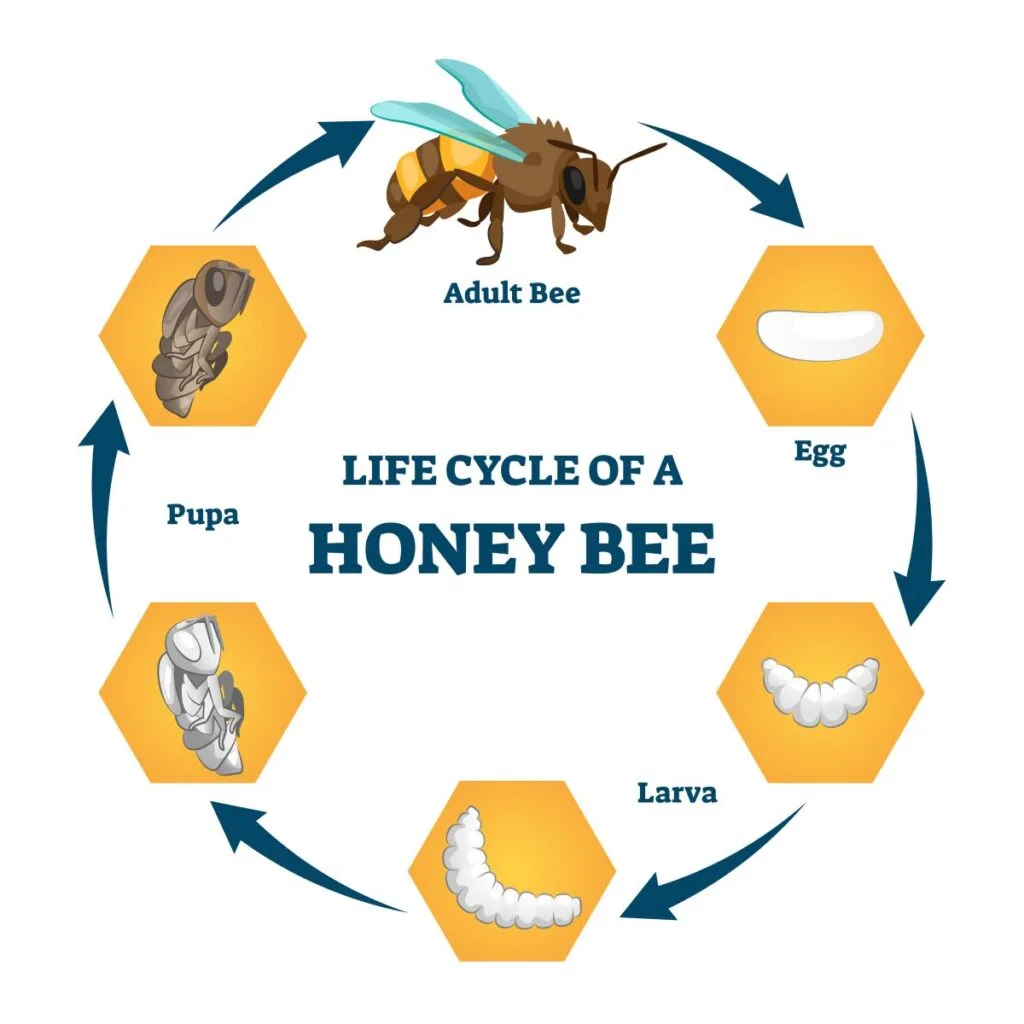 Adult Bee
Egg
LIFE CYCLE OF A
HONEY BEE
Pupa
Larva